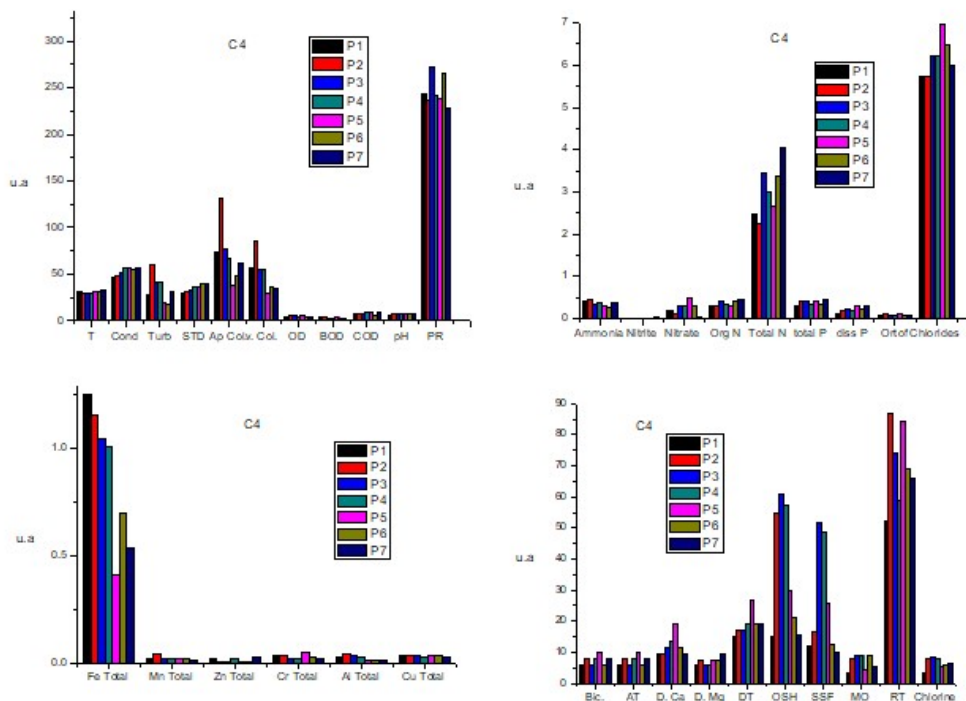 C4
P1
P2
P3
P4
P5
P6
P7
300
250
200
150
100
50
0
u.a
T Cond Turb STD Ap Colv. Col. OD BOD COD pH PR
C4
P1
P2
P3
P4
P5
P6
P7
7
6
5
4
3
2
1
0
u.a
Ammonia Nitrite Nitrate Org N Total N total P diss P Ortof Chlorides
C4
P1
P2
P3
P4
P5
P6
P7
1.0
0.5
0.0
u.a
Fe Total Mn Total Zn Total Cr Total Al Total Cu Total
C4
P1
P2
P3
P4
P5
P6
P7
90
80
70
60
50
40
30
20
10
0
u.a
Bic. AT D. Ca D. Mg DT OSH SSF MO RT Chlorine